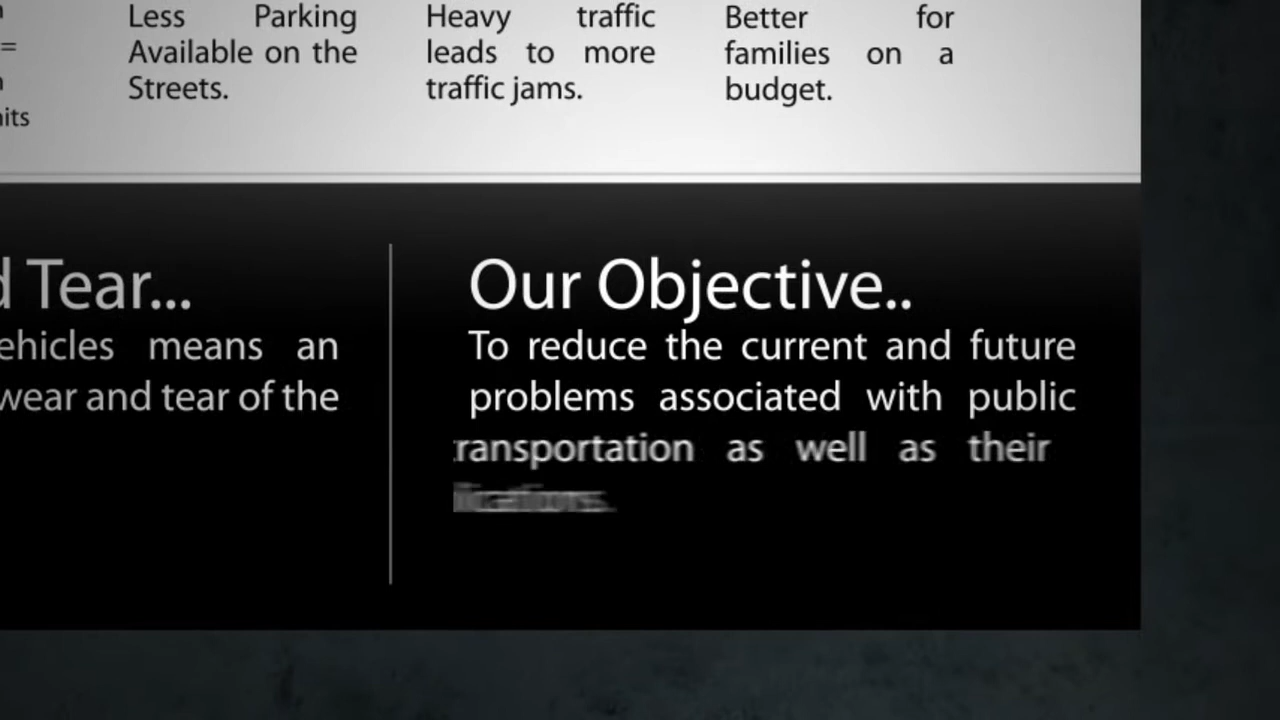 Less Parking
Available on the
Streets.
Heavy traffic
leads to more
traffic jams.
Better for
families on a
budget.
Tear...
means an
wear and tear of the
Our Objective..
To reduce the current and future
problems associated with public
ransportation as well as their